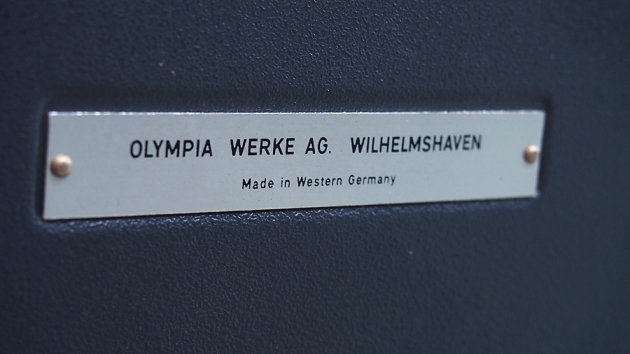 OLYMPIA WERKE AG. WILHELMSHAVEN
Made in Western Germany